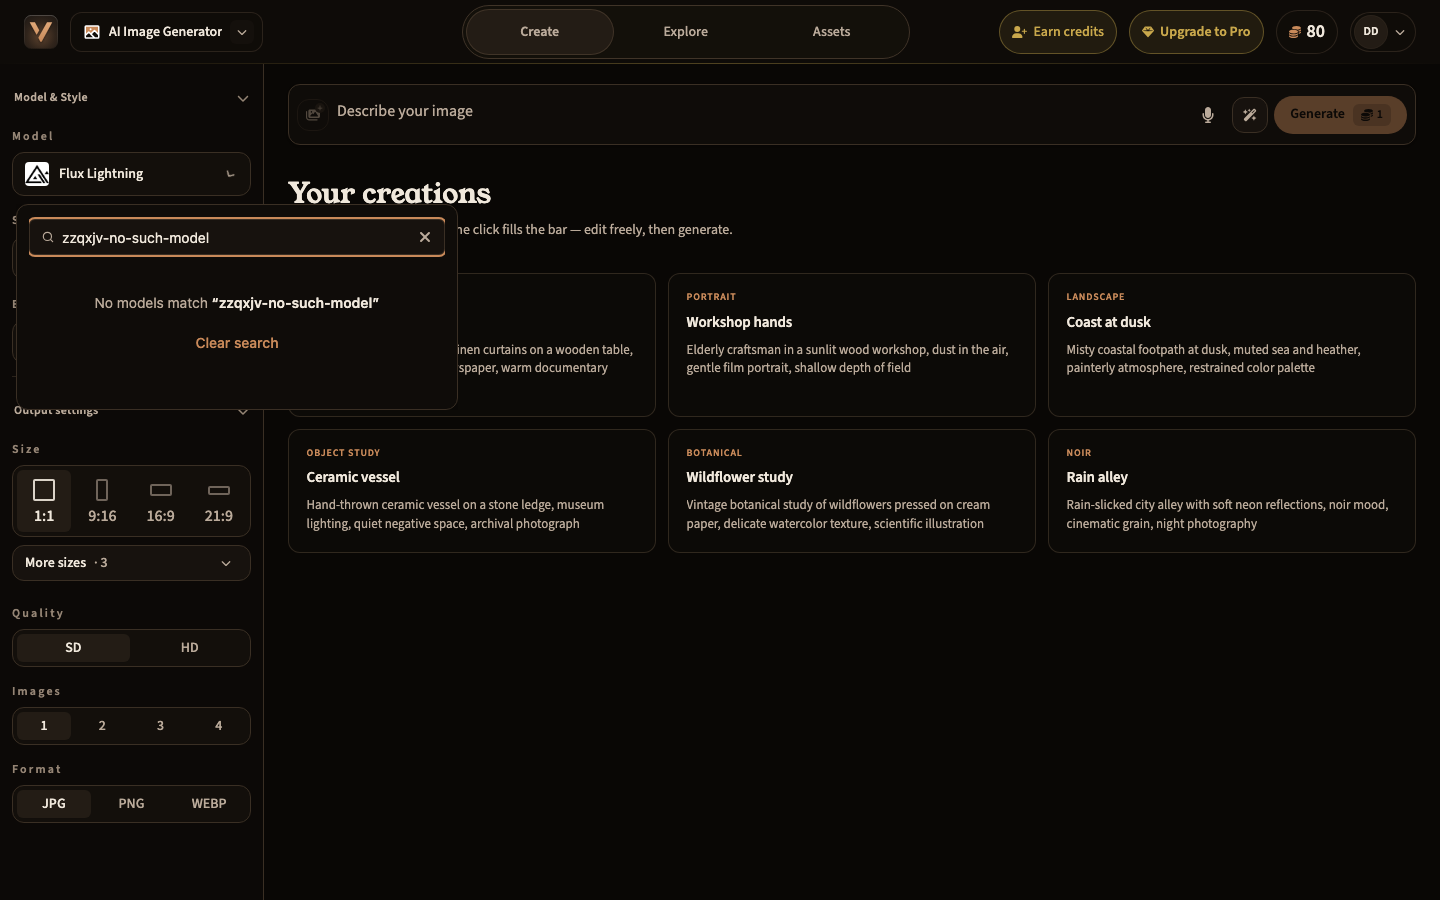 AI Image Generator
Create
Explore
Assets
Earn credits
Upgrade to Pro
80
DD
Model & Style
Model
Flux Lightning
zzqxjv-no-such-model
No models match “zzqxjv-no-such-model”
Clear search
Output settings
Size
1:1
9:16
16:9
21:9
More sizes · 3
Quality
SD
HD
Images
1
2
3
4
Format
JPG
PNG
WEBP
Describe your image
Generate
1
Your creations
click fills the bar — edit freely, then generate.
curtains on a wooden table,
warm documentary
PORTRAIT
Workshop hands
Elderly craftsman in a sunlit wood workshop, dust in the air,
gentle film portrait, shallow depth of field
LANDSCAPE
Coast at dusk
Misty coastal footpath at dusk, muted sea and heather,
painterly atmosphere, restrained color palette
OBJECT STUDY
Ceramic vessel
Hand-thrown ceramic vessel on a stone ledge, museum
lighting, quiet negative space, archival photograph
BOTANICAL
Wildflower study
Vintage botanical study of wildflowers pressed on cream
paper, delicate watercolor texture, scientific illustration
NOIR
Rain alley
Rain-slicked city alley with soft neon reflections, noir mood,
cinematic grain, night photography